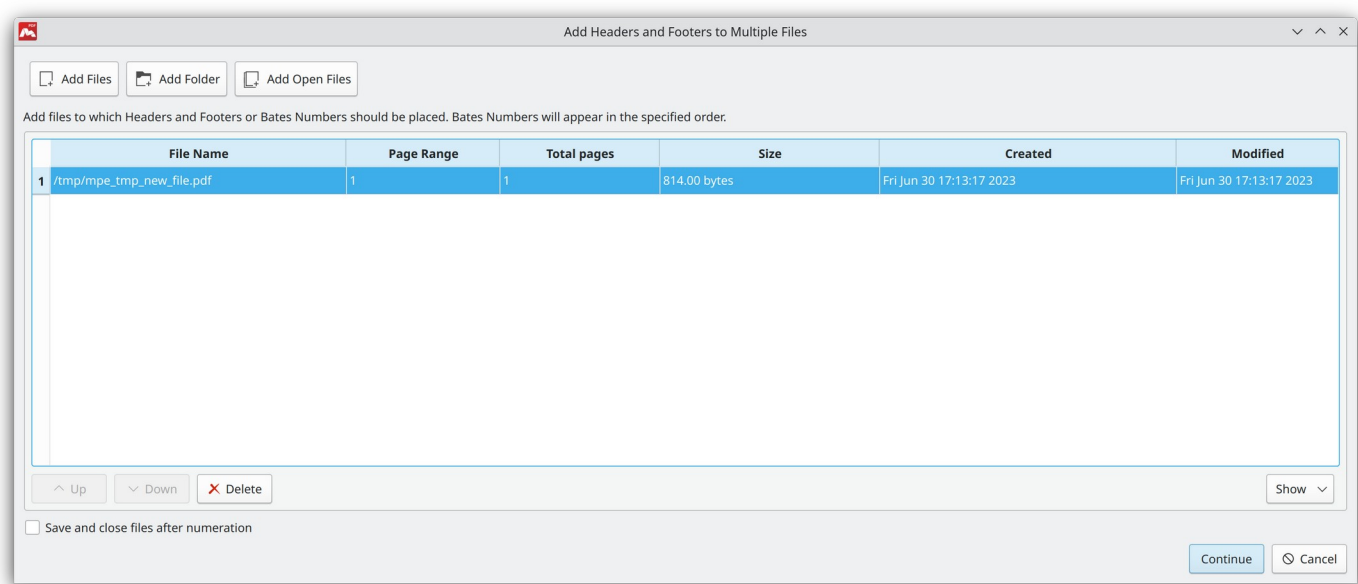 PDF
Add Headers and Footers to Multiple Files
Add Files Add Folder Add Open Files
Add files to which Headers and Footers or Bates Numbers should be placed. Bates Numbers will appear in the specified order.
File Name Page Range Total pages Size Created Modified
1 /tmp/mpe_tmp_new_file.pdf 1 1 814.00 bytes Fri Jun 30 17:13:17 2023 Fri Jun 30 17:13:17 2023
Up Down Delete Show
Save and close files after numeration
Continue Cancel